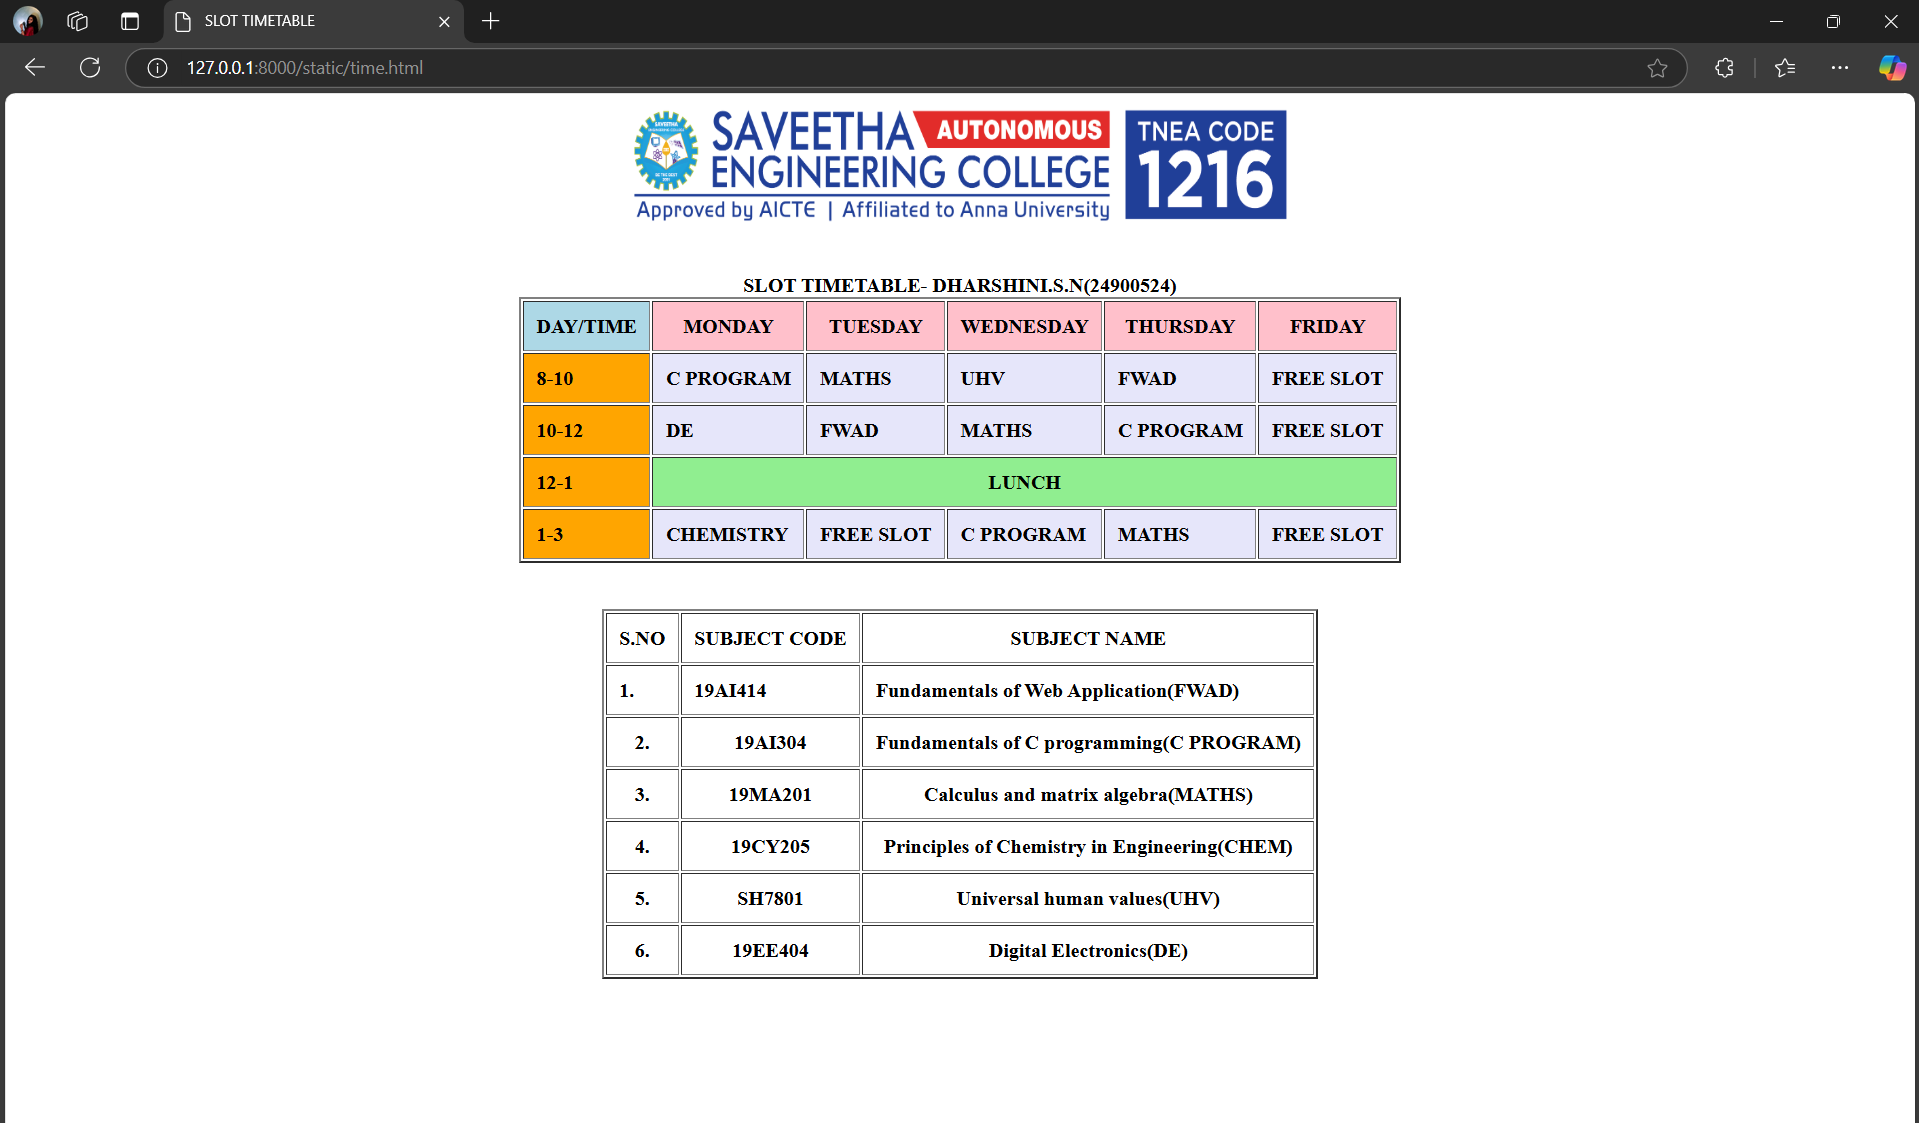 SLOT TIMETABLE
127.0.0.1:8000/static/time.html
SAVEETHA AUTONOMOUS
ENGINEERING COLLEGE
Approved by AICTE | Affiliated to Anna University
TNEA CODE
1216
SLOT TIMETABLE- DHARSHINI.S.N(24900524)
DAY/TIME MONDAY TUESDAY WEDNESDAY THURSDAY FRIDAY
8-10 C PROGRAM MATHS UHV FWAD FREE SLOT
10-12 DE FWAD MATHS C PROGRAM FREE SLOT
12-1 LUNCH
1-3 CHEMISTRY FREE SLOT C PROGRAM MATHS FREE SLOT
S.NO SUBJECT CODE SUBJECT NAME
1. 19AI414 Fundamentals of Web Application(FWAD)
2. 19AI304 Fundamentals of C programming(C PROGRAM)
3. 19MA201 Calculus and matrix algebra(MATHS)
4. 19CY205 Principles of Chemistry in Engineering(CHEM)
5. SH7801 Universal human values(UHV)
6. 19EE404 Digital Electronics(DE)